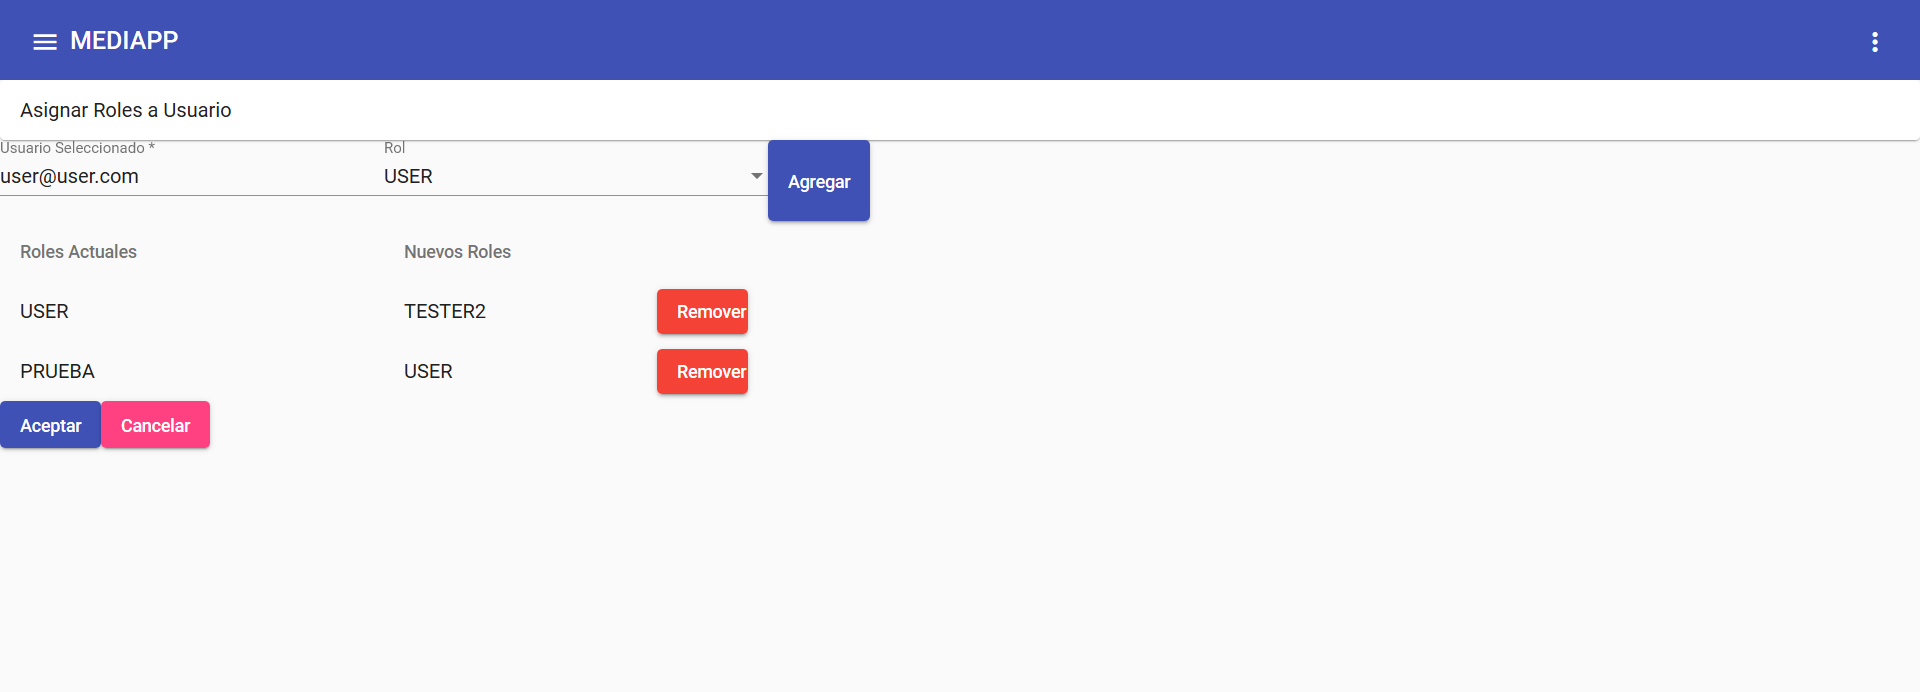 MEDIAPP
Asignar Roles a Usuario
Usuario Seleccionado * Rol
user@user.com USER Agregar
Roles Actuales Nuevos Roles
USER TESTER2 Remover
PRUEBA USER Remover
Aceptar Cancelar